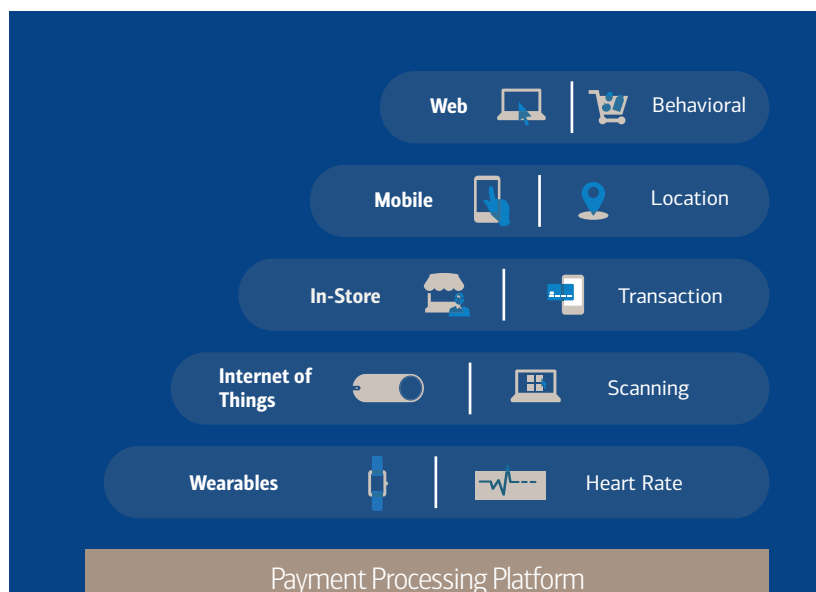 Web Behavioral
Mobile Location
In-Store Transaction
Internet of
Things
Scanning
Wearables Heart Rate
Payment Processing Platform